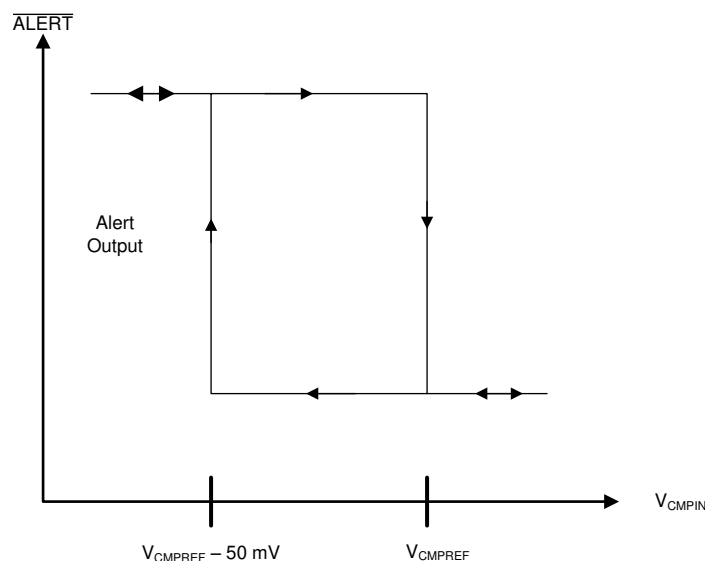 ALERT
Alert
Output
VCMPIN
VCMPREF – 50 mV
VCMPREF